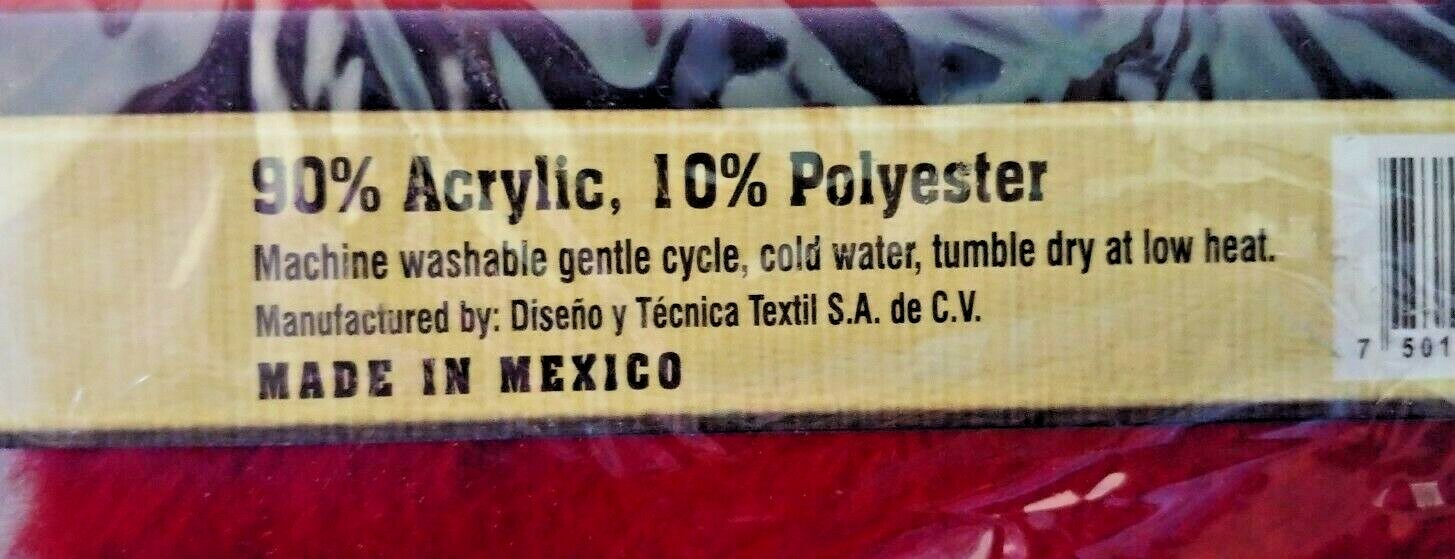 90% Acrylic, 10% Polyester
Machine washable gentle cycle, cold water, tumble dry at low heat.
Manufactured by: Diseño y Técnica Textil S.A. de C.V.
MADE IN MEXICO
7 501